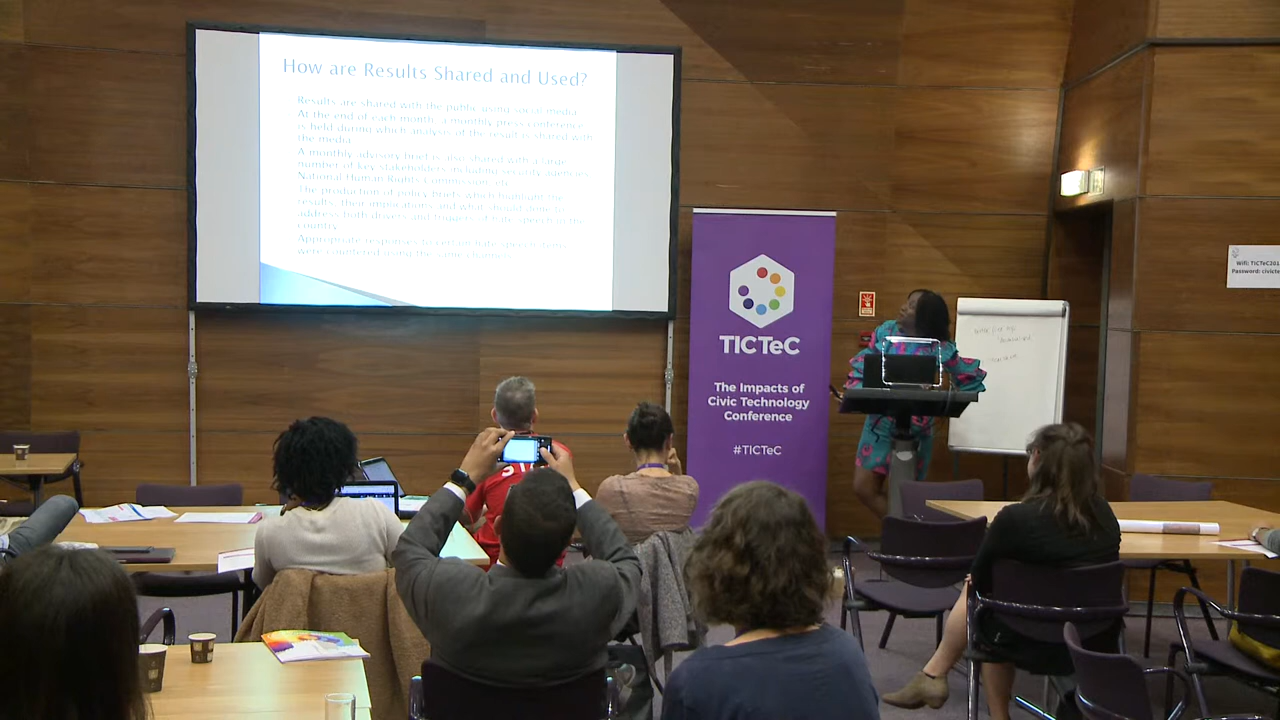 How are Results Shared and Used?
Results are shared with the public using social media.
At the end of each month, a monthly press conference
is held during which analysis of the result is shared with
the media.
A monthly advisory brief is also shared with a large
number of key stakeholders including security agencies,
National Human Rights Commission, etc.
The production of policy briefs which highlight the
results, their implications and what should done to
address both drivers and triggers of hate speech in the
country.
Appropriate responses to certain hate speech
were countered using the same channels
TICTeC
The Impacts of
Civic Technology
Conference
#TICTeC
Wifi: TICTeC201
Password: civicte